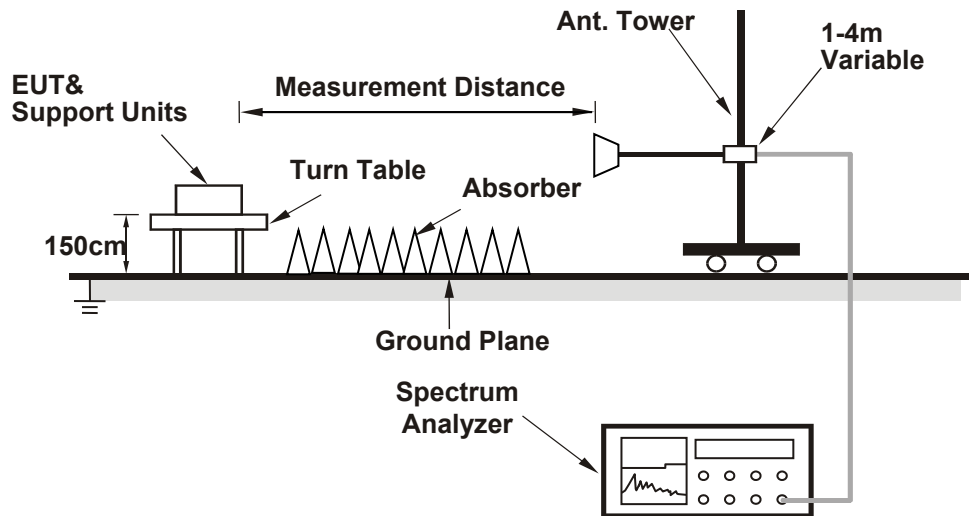 Ant. Tower
1-4m
Variable
EUT&
Support Units
Measurement Distance
Turn Table
Absorber
150cm
Ground Plane
Spectrum
Analyzer